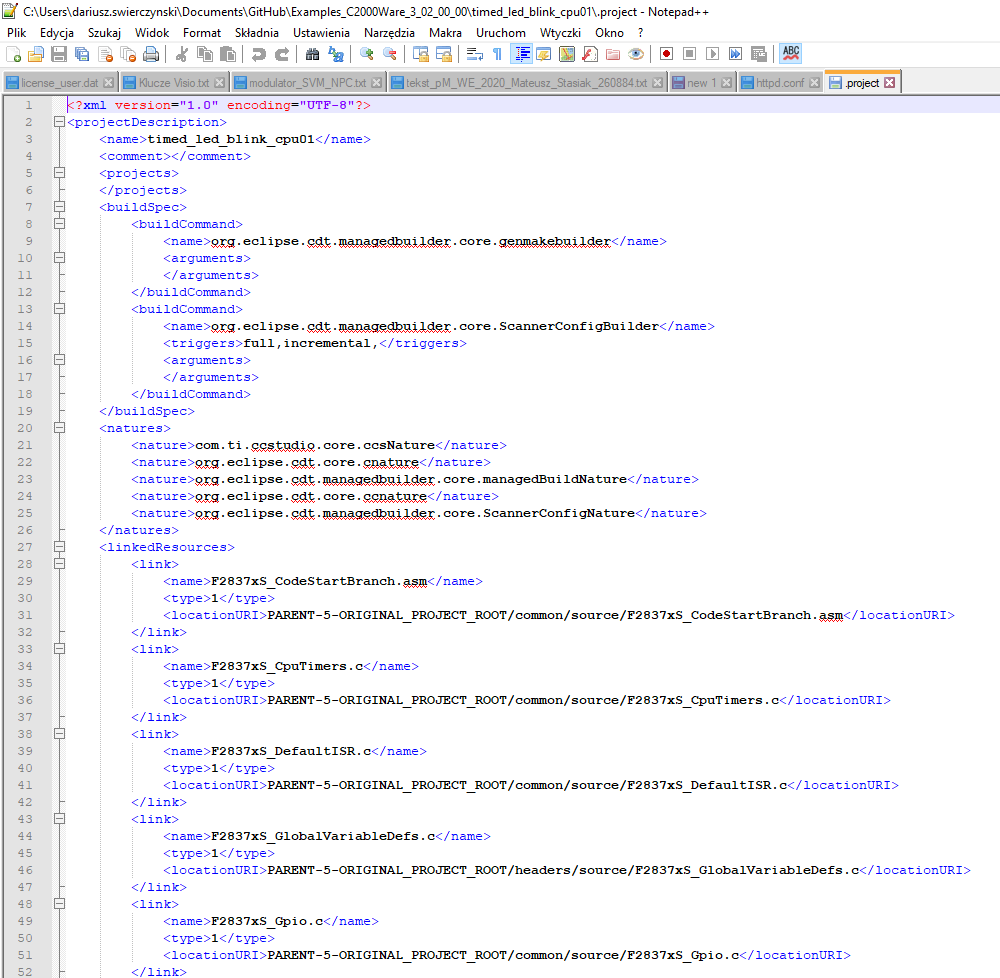 C:\Users\dariusz.swierczynski\Documents\GitHub\Examples_C2000Ware_3_02_00_00\timed_led_blink_cpu01\.project - Notepad++
Plik Edycja Szukaj Widok Format Składnia Ustawienia Narzędzia Makra Uruchom Wtyczki Okno ?
ABC
license_user.dat Klucze Visio.txt modulator_SVM_NPC.txt tekst_pM_WE_2020_Mateusz_Stasiak_260884.txt new 1 httpd.conf .project
1 <?xml version="1.0" encoding="UTF-8"?>
2 <projectDescription>
3 <name>timed_led_blink_cpu01</name>
4 <comment></comment>
5 <projects>
6 </projects>
7 <buildSpec>
8 <buildCommand>
9 <name>org.eclipse.cdt.managedbuilder.core.genmakebuilder</name>
10 <arguments>
11 </arguments>
12 </buildCommand>
13 <buildCommand>
14 <name>org.eclipse.cdt.managedbuilder.core.ScannerConfigBuilder</name>
15 <triggers>full,incremental,</triggers>
16 <arguments>
17 </arguments>
18 </buildCommand>
19 </buildSpec>
20 <natures>
21 <nature>com.ti.ccstudio.core.ccsNature</nature>
22 <nature>org.eclipse.cdt.core.cnature</nature>
23 <nature>org.eclipse.cdt.managedbuilder.core.managedBuildNature</nature>
24 <nature>org.eclipse.cdt.core.ccnature</nature>
25 <nature>org.eclipse.cdt.managedbuilder.core.ScannerConfigNature</nature>
26 </natures>
27 <linkedResources>
28 <link>
29 <name>F2837xS_CodeStartBranch.asm</name>
30 <type>1</type>
31 <locationURI>PARENT-5-ORIGINAL_PROJECT_ROOT/common/source/F2837xS_CodeStartBranch.asm</locationURI>
32 </link>
33 <link>
34 <name>F2837xS_CpuTimers.c</name>
35 <type>1</type>
36 <locationURI>PARENT-5-ORIGINAL_PROJECT_ROOT/common/source/F2837xS_CpuTimers.c</locationURI>
37 </link>
38 <link>
39 <name>F2837xS_DefaultISR.c</name>
40 <type>1</type>
41 <locationURI>PARENT-5-ORIGINAL_PROJECT_ROOT/common/source/F2837xS_DefaultISR.c</locationURI>
42 </link>
43 <link>
44 <name>F2837xS_GlobalVariableDefs.c</name>
45 <type>1</type>
46 <locationURI>PARENT-5-ORIGINAL_PROJECT_ROOT/headers/source/F2837xS_GlobalVariableDefs.c</locationURI>
47 </link>
48 <link>
49 <name>F2837xS_Gpio.c</name>
50 <type>1</type>
51 <locationURI>PARENT-5-ORIGINAL_PROJECT_ROOT/common/source/F2837xS_Gpio.c</locationURI>
52 </link>